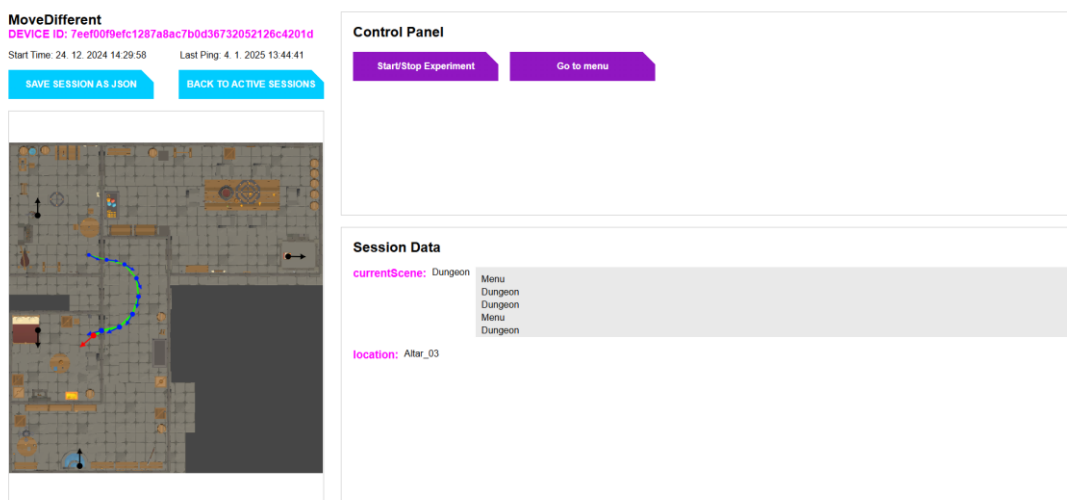 MoveDifferent
DEVICE ID: 7eef00f9efc1287a8ac7b0d36732052126c4201d
Start Time: 24. 12. 2024 14:29:58 Last Ping: 4. 1. 2025 13:44:41
SAVE SESSION AS JSON BACK TO ACTIVE SESSIONS
Control Panel
Start/Stop Experiment Go to menu
Session Data
currentScene: Dungeon
Menu
Dungeon
Dungeon
Menu
Dungeon
location: Altar_03